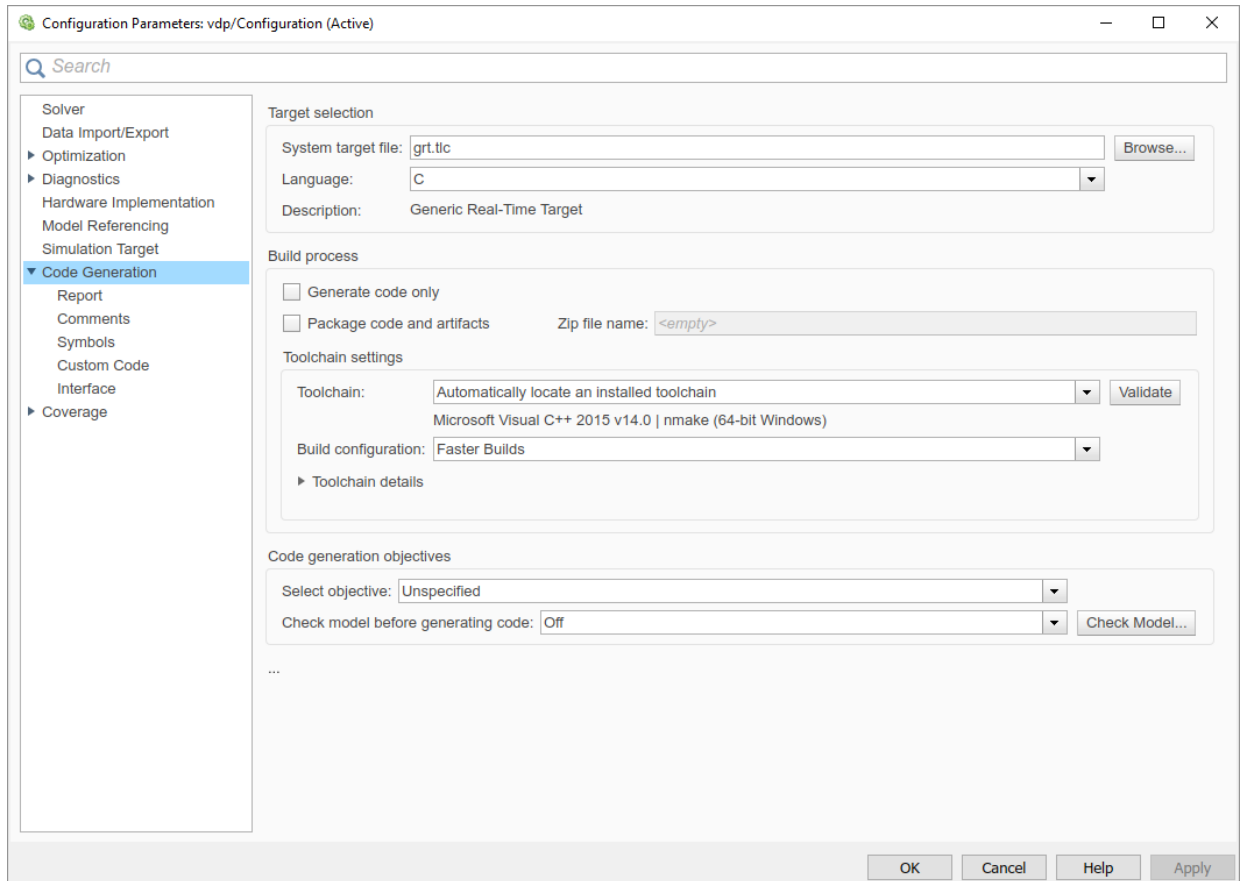 Configuration Parameters: vdp/Configuration (Active)
Search
Solver
Data Import/Export
Optimization
Diagnostics
Hardware Implementation
Model Referencing
Simulation Target
Code Generation
Report
Comments
Symbols
Custom Code
Interface
Coverage
Target selection
System target file: grt.tlc Browse...
Language: C
Description: Generic Real-Time Target
Build process
Generate code only
Package code and artifacts Zip file name: <empty>
Toolchain settings
Toolchain: Automatically locate an installed toolchain Validate
Microsoft Visual C++ 2015 v14.0 | nmake (64-bit Windows)
Build configuration: Faster Builds
Toolchain details
Code generation objectives
Select objective: Unspecified
Check model before generating code: Off Check Model...
...
OK Cancel Help Apply